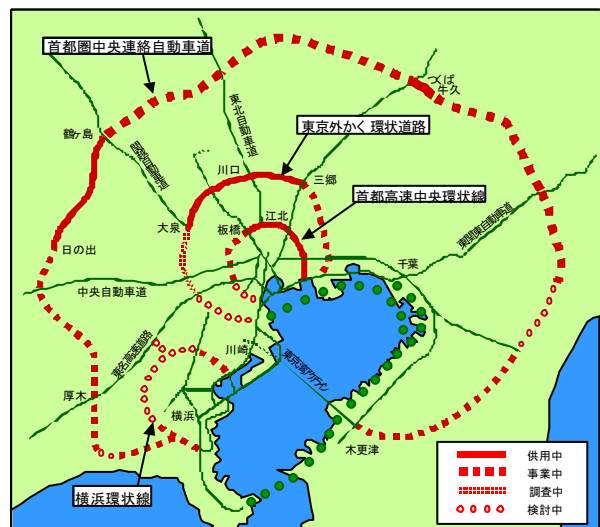 首都圏中央連絡自動車道
つくば
牛久
東北自動車道
鶴ヶ島
関越自動車道
東京外かく環状道路
川口
三郷
首都高速中央環状線
大泉
板橋
江北
東関東自動車道
日の出
千葉
中央自動車道
東名高速道路
川崎
東京湾アクアライン
厚木
横浜
木更津
横浜環状線
供用中
事業中
調査中
検討中